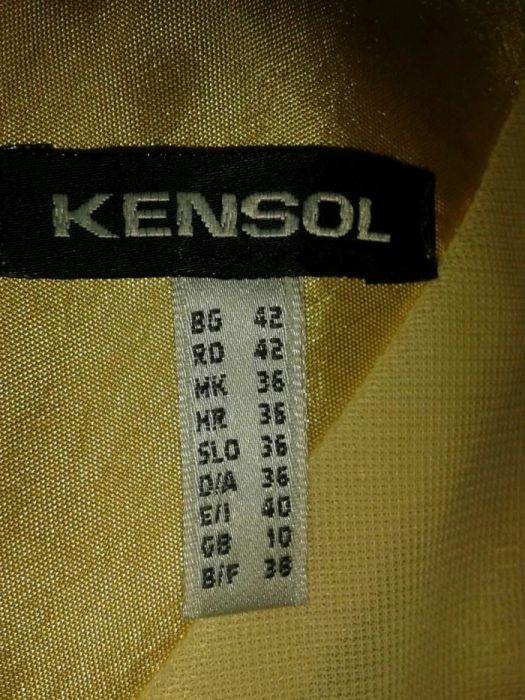 KENSOL
BG 42
RO 42
MK 36
HR 36
SLO 36
D/A 36
E/I 40
GB 10
B/F 38